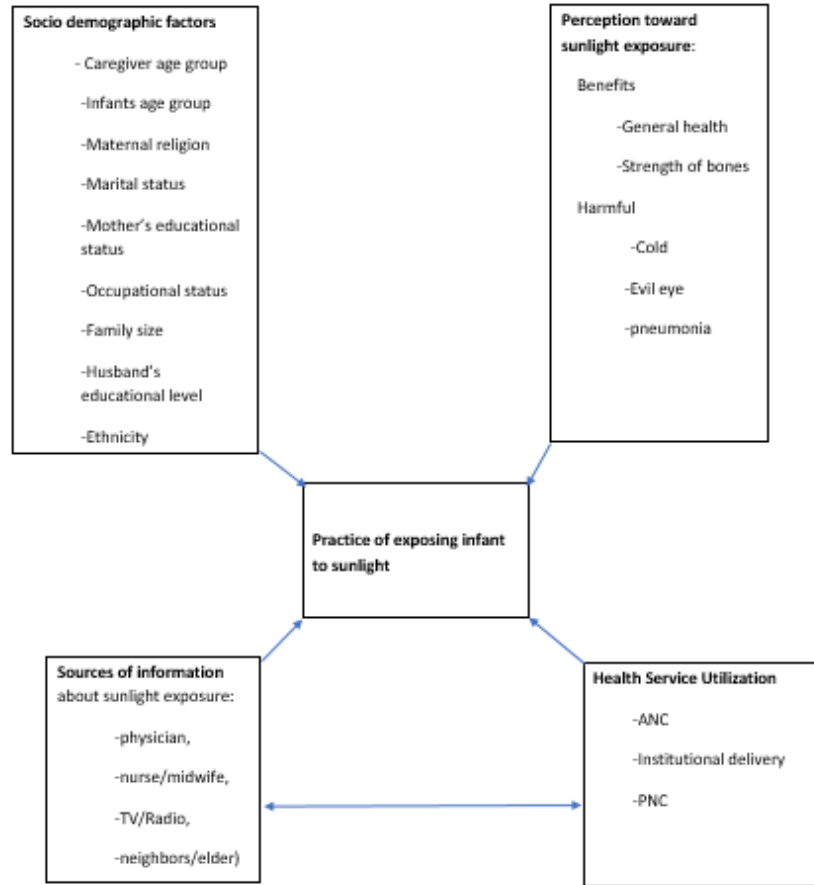 Socio demographic factors
- Caregiver age group
-Infants age group
-Maternal religion
-Marital status
-Mother's educational
status
-Occupational status
-Family size
-Husband's
educational level
-Ethnicity
Perception toward
sunlight exposure:
Benefits
-General health
-Strength of bones
Harmful
-Cold
-Evil eye
-pneumonia
Practice of exposing infant
to sunlight
Sources of information
about sunlight exposure:
-physician,
-nurse/midwife,
-TV/Radio,
-neighbors/elder)
Health Service Utilization
-ANC
-Institutional delivery
-PNC